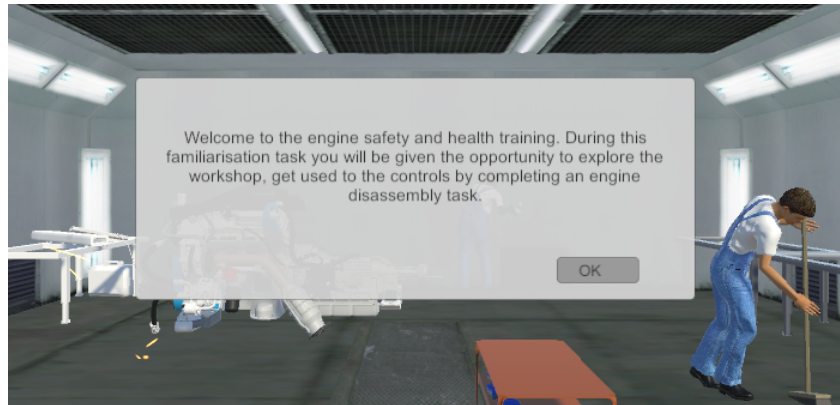 Welcome to the engine safety and health training. During this
familiarisation task you will be given the opportunity to explore the
workshop, get used to the controls by completing an engine
disassembly task.
OK